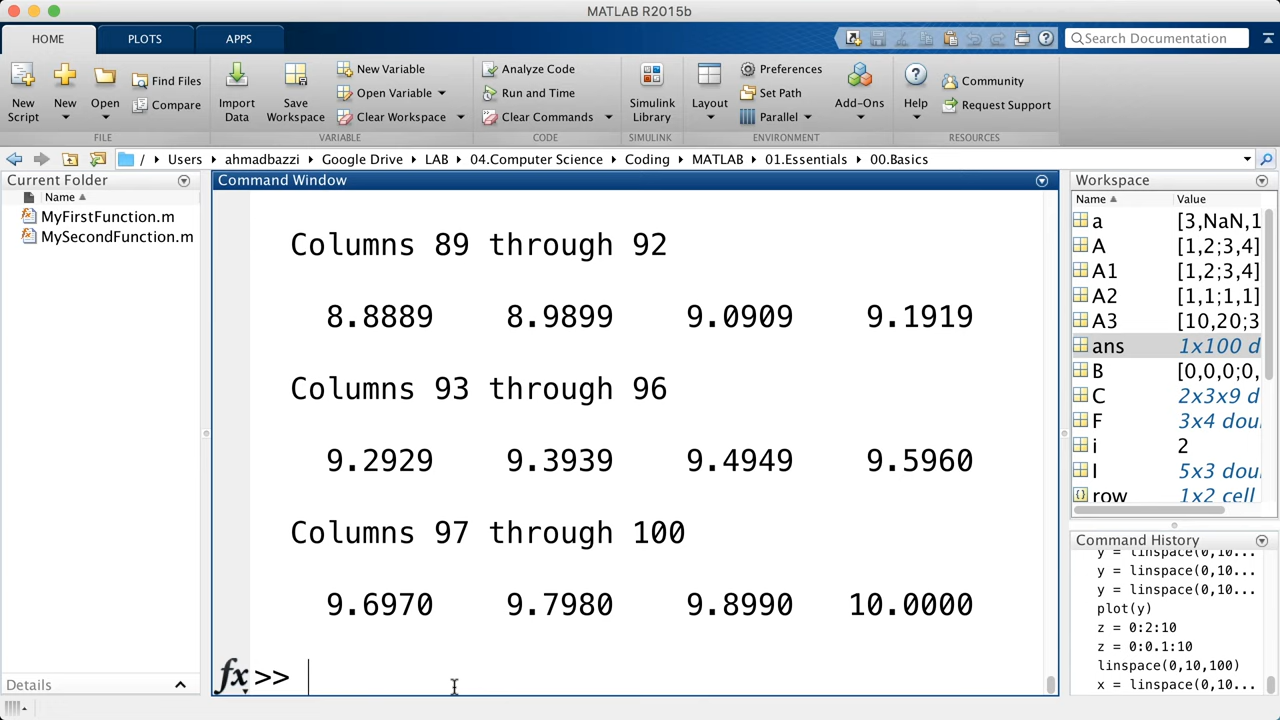 MATLAB R2015b
HOME PLOTS APPS
Search Documentation
New Script
New
Open
Find Files
Compare
FILE
Import Data
Save Workspace
New Variable
Open Variable
Clear Workspace
VARIABLE
Analyze Code
Run and Time
Clear Commands
CODE
Simulink Library
SIMULINK
Layout
Preferences
Set Path
Parallel
Add-Ons
ENVIRONMENT
Help
Community
Request Support
RESOURCES
/ Users ahmadbazzi Google Drive LAB 04.Computer Science Coding MATLAB 01.Essentials 00.Basics
Current Folder
Name
MyFirstFunction.m
MySecondFunction.m
Details
Command Window
Columns 89 through 92
8.8889 8.9899 9.0909 9.1919
Columns 93 through 96
9.2929 9.3939 9.4949 9.5960
Columns 97 through 100
9.6970 9.7980 9.8990 10.0000
fx >>
Workspace
Name Value
a [3,NaN,1
A [1,2;3,4]
A1 [1,2;3,4]
A2 [1,1;1,1]
A3 [10,20;3
ans 1x100 d
B [0,0,0;0,
C 2x3x9 d
F 3x4 dou
i 2
I 5x3 dou
row 1x2 cell
Command History
y = linspace(0,10...
y = linspace(0,10...
y = linspace(0,10...
plot(y)
z = 0:2:10
z = 0:0.1:10
linspace(0,10,100)
x = linspace(0,10...